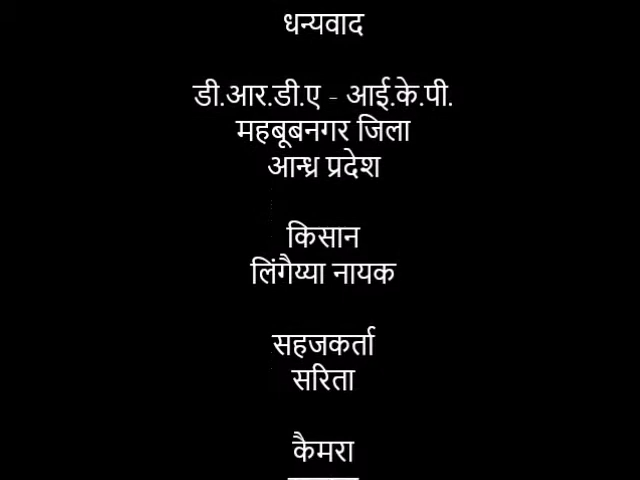 धन्यवाद
डी.आर.डी.ए - आई.के.पी.
महबूबनगर जिला
आन्ध्र प्रदेश
किसान
लिंगैय्या नायक
सहजकर्ता
सरिता
कैमरा